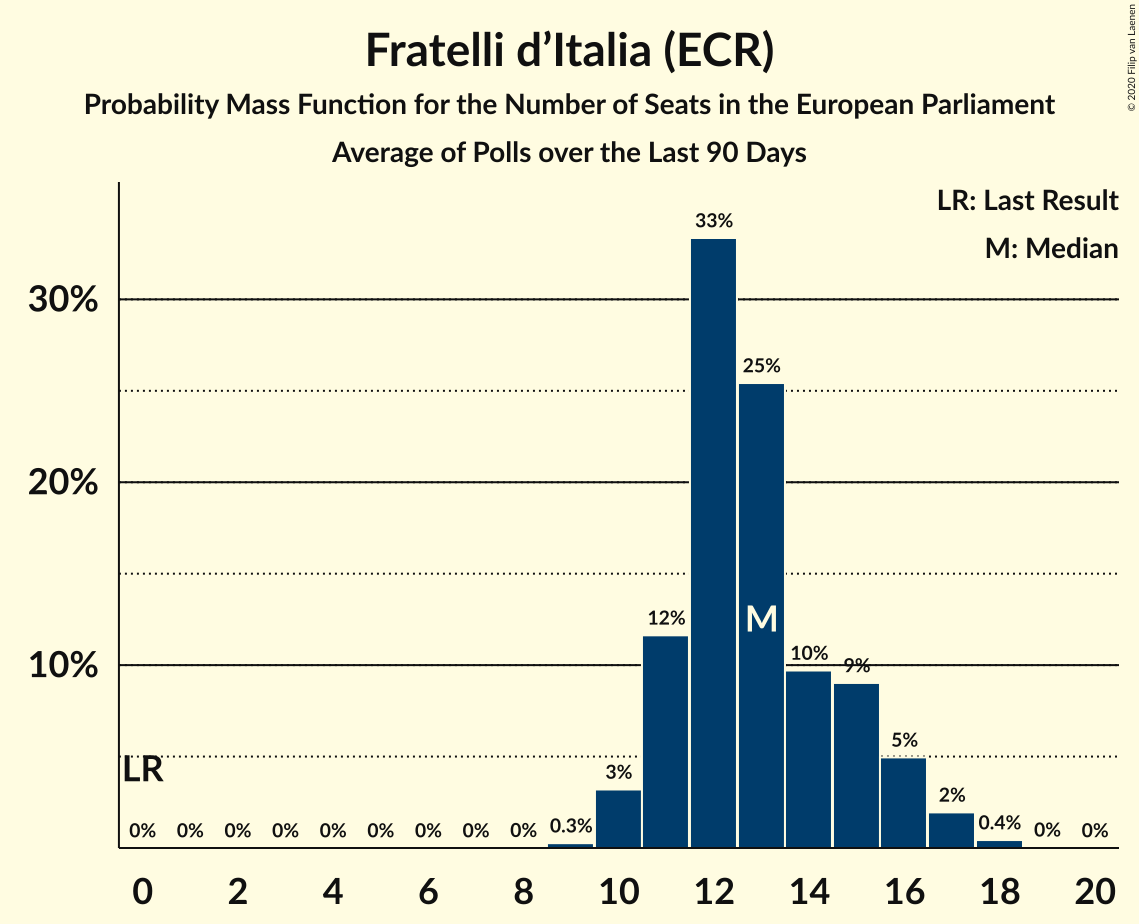 Fratelli d’Italia (ECR)
Probability Mass Function for the Number of Seats in the European Parliament
Average of Polls over the Last 90 Days
© 2020 Filip van Laenen
LR: Last Result
M: Median
33%
30%
25%
20%
M
12%
10%
10%
9%
5%
LR
3%
2%
0% 0% 0% 0% 0% 0% 0% 0% 0% 0.3% 0.4% 0% 0%
0 2 4 6 8 10 12 14 16 18 20